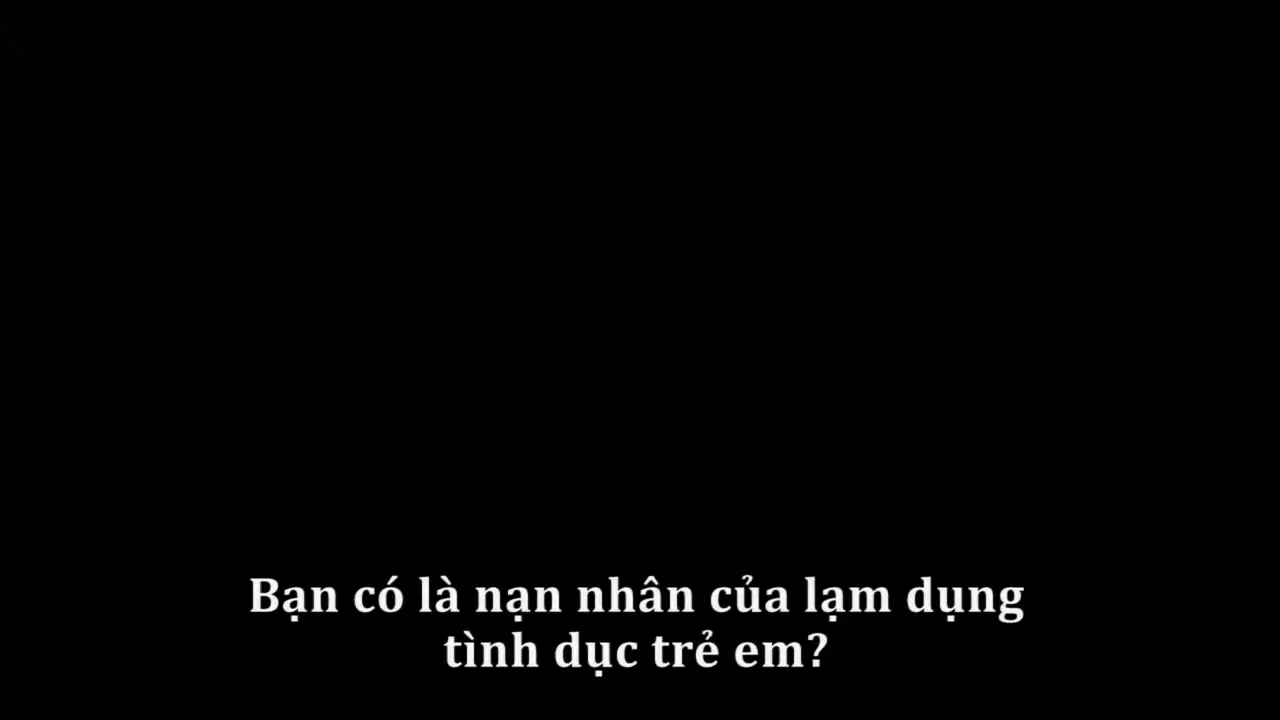 Bạn có là nạn nhân của lạm dụng
tình dục trẻ em?